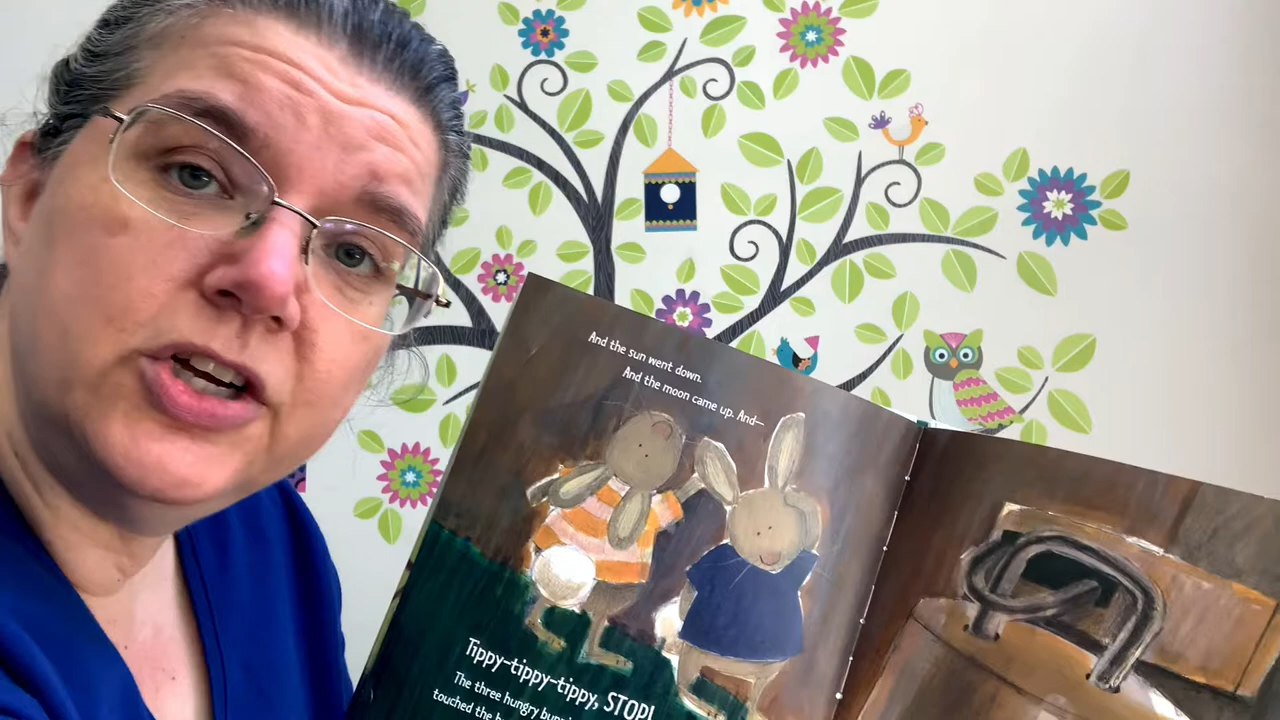 And the sun went down.
And the moon came up. And—
Tippy-tippy-tippy, STOP!
The three hungry
touched the